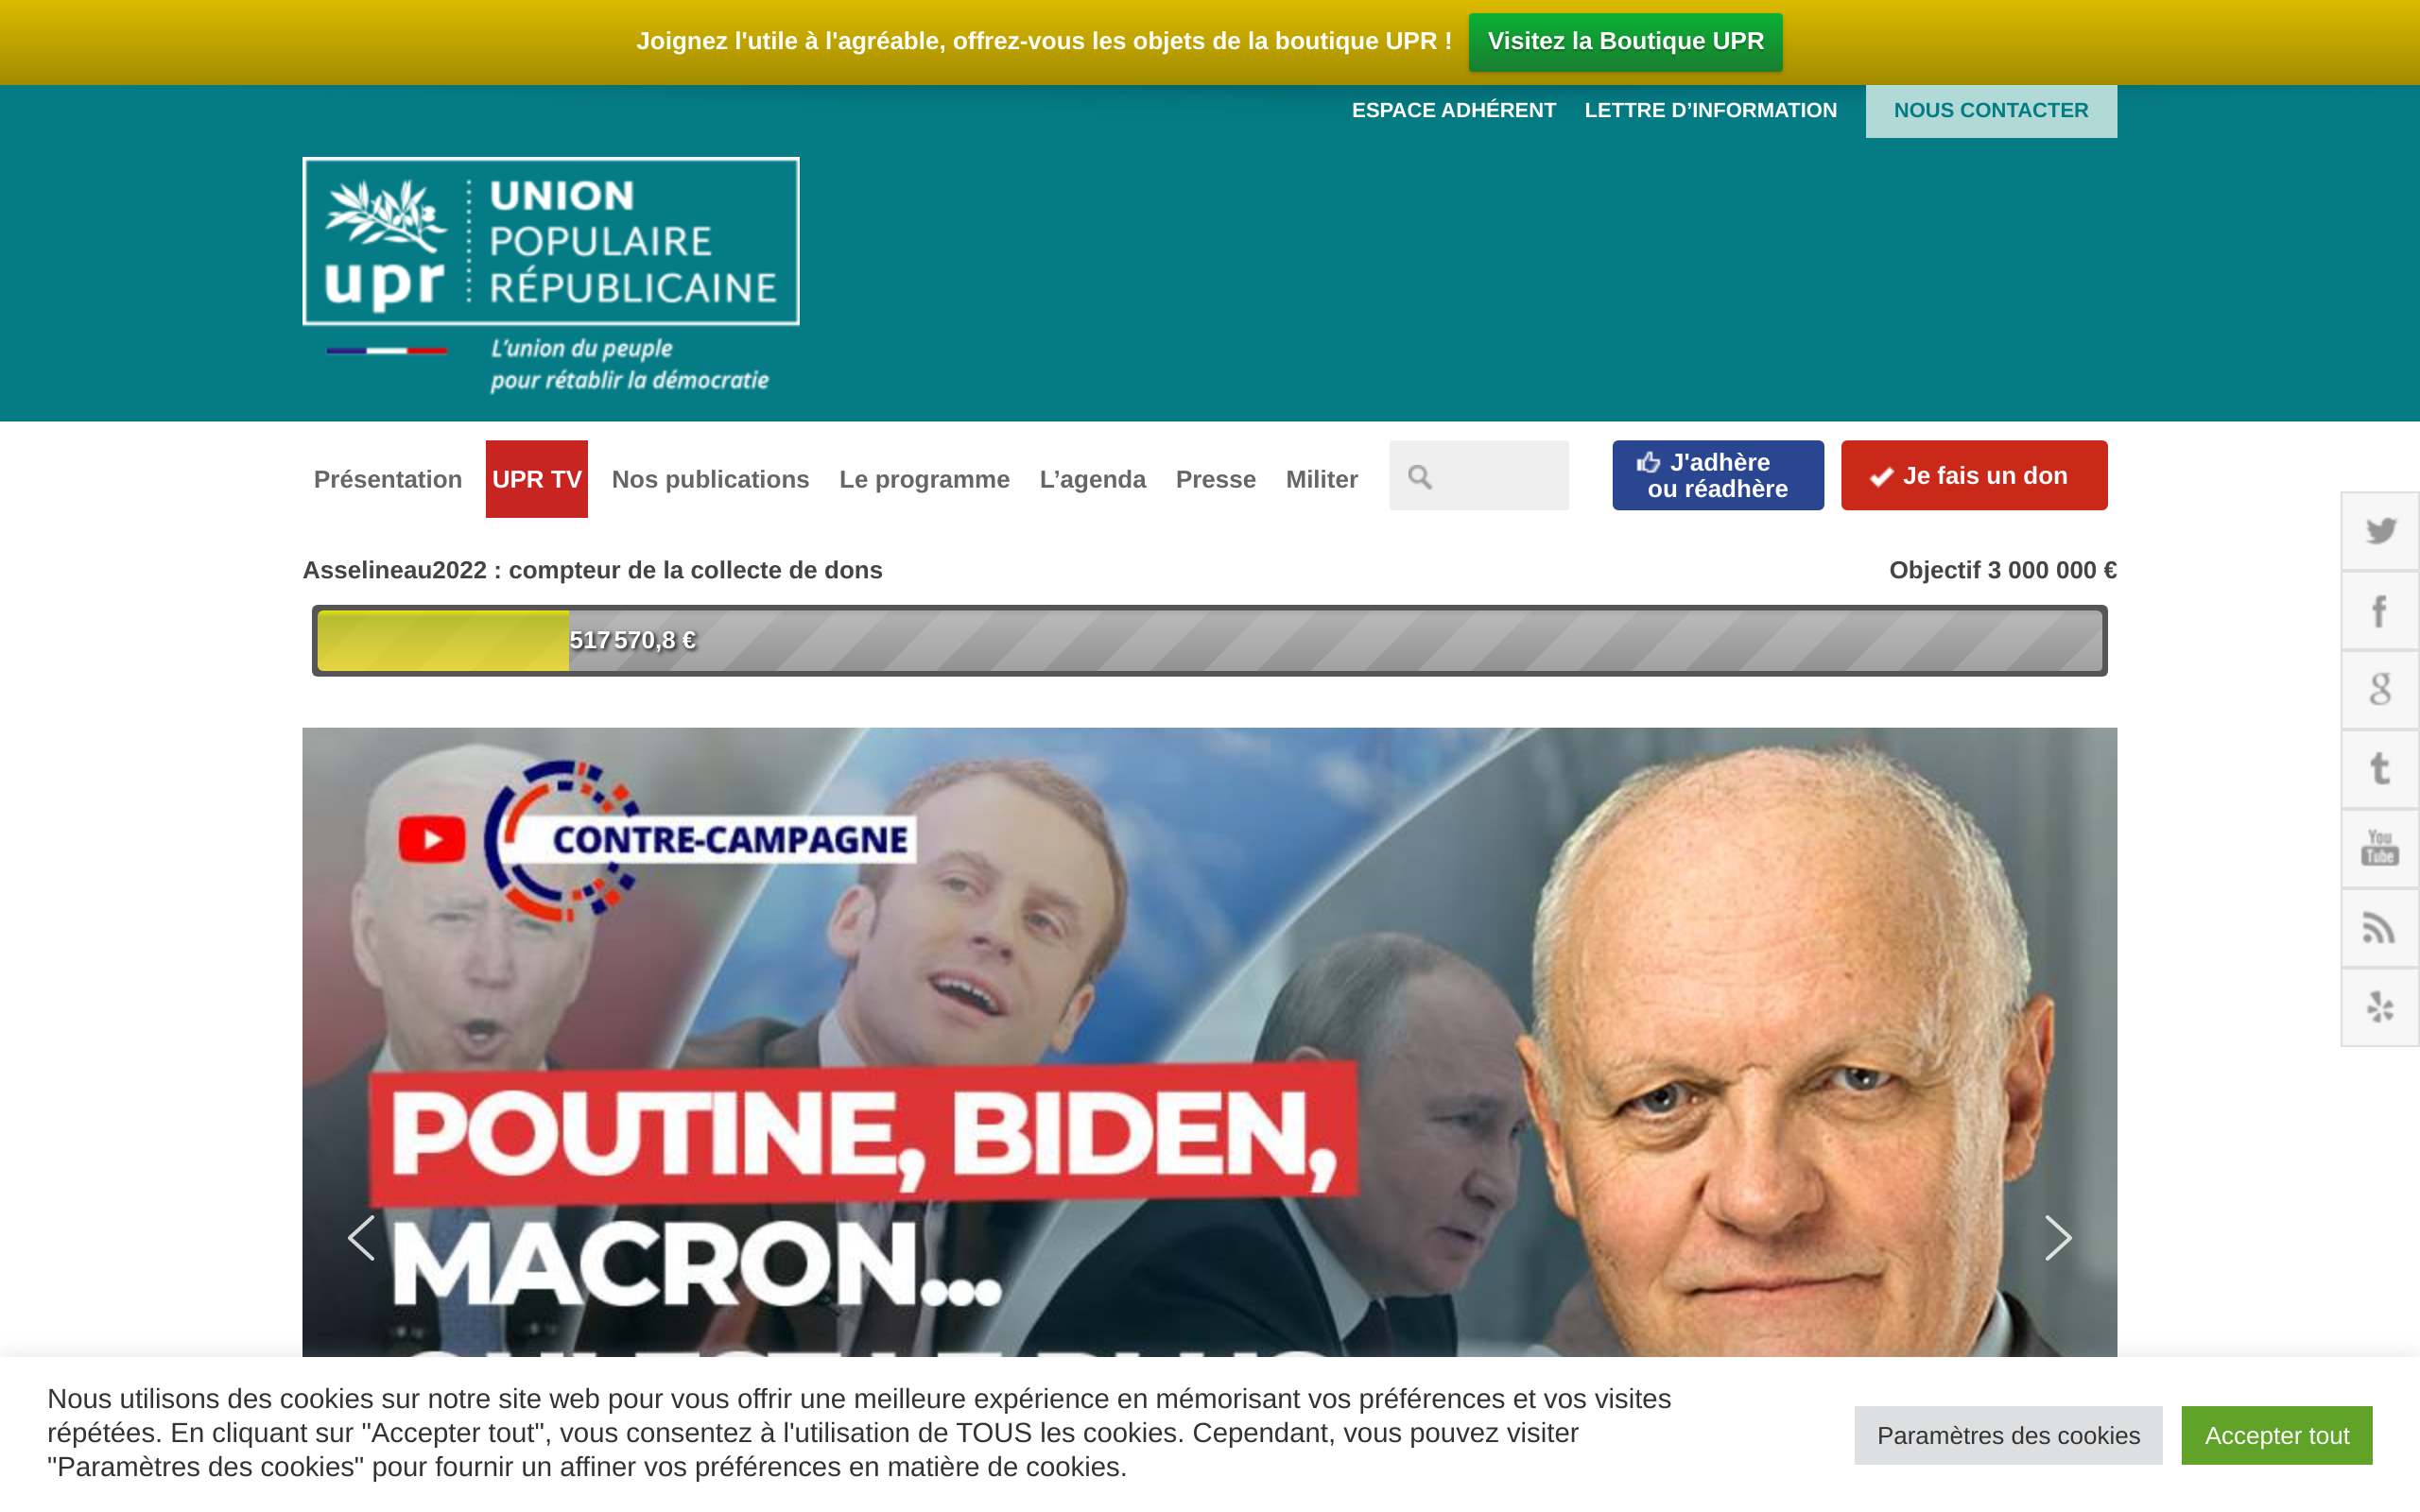 Joignez l'utile à l'agréable, offrez-vous les objets de la boutique UPR !
Visitez la Boutique UPR
ESPACE ADHÉRENT
LETTRE D’INFORMATION
NOUS CONTACTER
upr
UNION
POPULAIRE
RÉPUBLICAINE
L’union du peuple
pour rétablir la démocratie
Présentation
UPR TV
Nos publications
Le programme
L’agenda
Presse
Militer
J'adhère
ou réadhère
Je fais un don
Asselineau2022 : compteur de la collecte de dons
Objectif 3 000 000 €
517 570,8 €
CONTRE-CAMPAGNE
POUTINE, BIDEN,
MACRON...
You
Tube
Nous utilisons des cookies sur notre site web pour vous offrir une meilleure expérience en mémorisant vos préférences et vos visites
répétées. En cliquant sur "Accepter tout", vous consentez à l'utilisation de TOUS les cookies. Cependant, vous pouvez visiter
"Paramètres des cookies" pour fournir un affiner vos préférences en matière de cookies.
Paramètres des cookies
Accepter tout